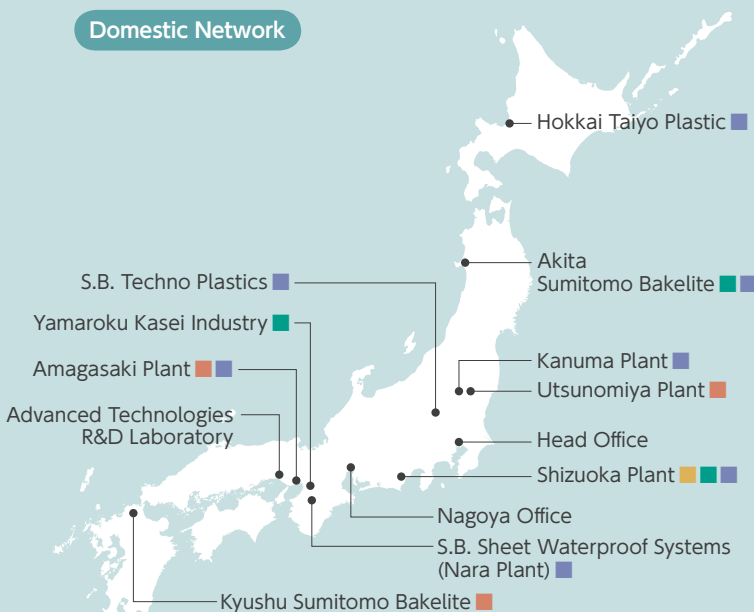 Domestic Network
Hokkai Taiyo Plastic
Akita
Sumitomo Bakelite
S.B. Techno Plastics
Yamaroku Kasei Industry
Amagasaki Plant
Advanced Technologies
R&D Laboratory
Kanuma Plant
Utsunomiya Plant
Head Office
Shizuoka Plant
Nagoya Office
S.B. Sheet Waterproof Systems
(Nara Plant)
Kyushu Sumitomo Bakelite